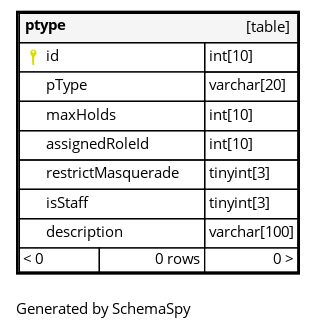 ptype [table]
id int[10]
pType varchar[20]
maxHolds int[10]
assignedRoleId int[10]
restrictMasquerade tinyint[3]
isStaff tinyint[3]
description varchar[100]
< 0 0 rows 0 >
Generated by SchemaSpy